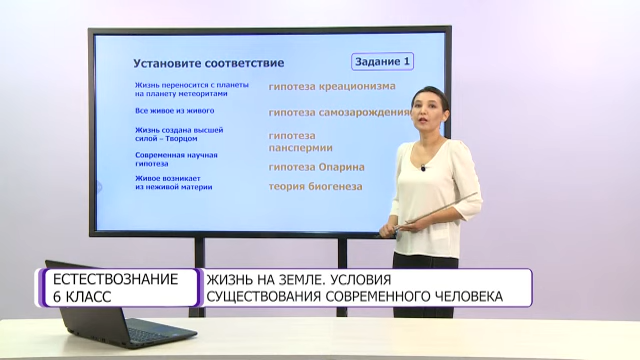 Установите соответствие
Задание 1
Жизнь переносится с планеты
на планету метеоритами
гипотеза креационизма
Все живое из живого
гипотеза самозарождения
Жизнь создана высшей
силой – Творцом
гипотеза
панспермии
Современная научная
гипотеза
гипотеза Опарина
Живое возникает
из неживой материи
теория биогенеза
ЕСТЕСТВОЗНАНИЕ
6 КЛАСС
ЖИЗНЬ НА ЗЕМЛЕ. УСЛОВИЯ
СУЩЕСТВОВАНИЯ СОВРЕМЕННОГО ЧЕЛОВЕКА